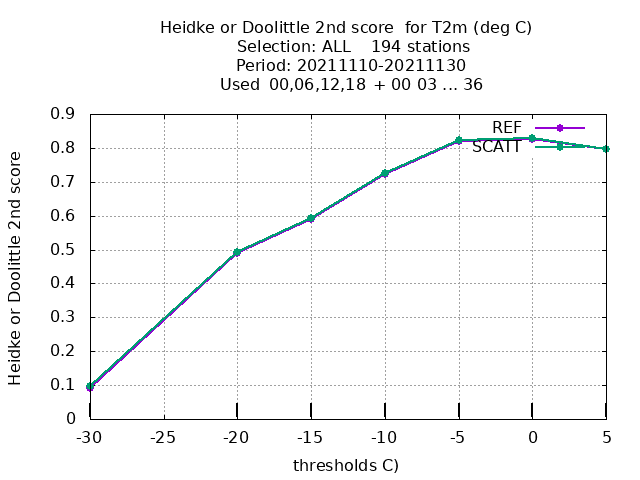 Heidke or Doolittle 2nd score  for T2m (deg C)
Selection: ALL    194 stations
Period: 20211110-20211130
Used  00,06,12,18  + 00 03 ... 36
Heidke or Doolittle 2nd score
0.9
0.8
0.7
0.6
0.5
0.4
0.3
0.2
0.1
0
REF
SCATT
-30 -25 -20 -15 -10 -5 0 5
thresholds C)